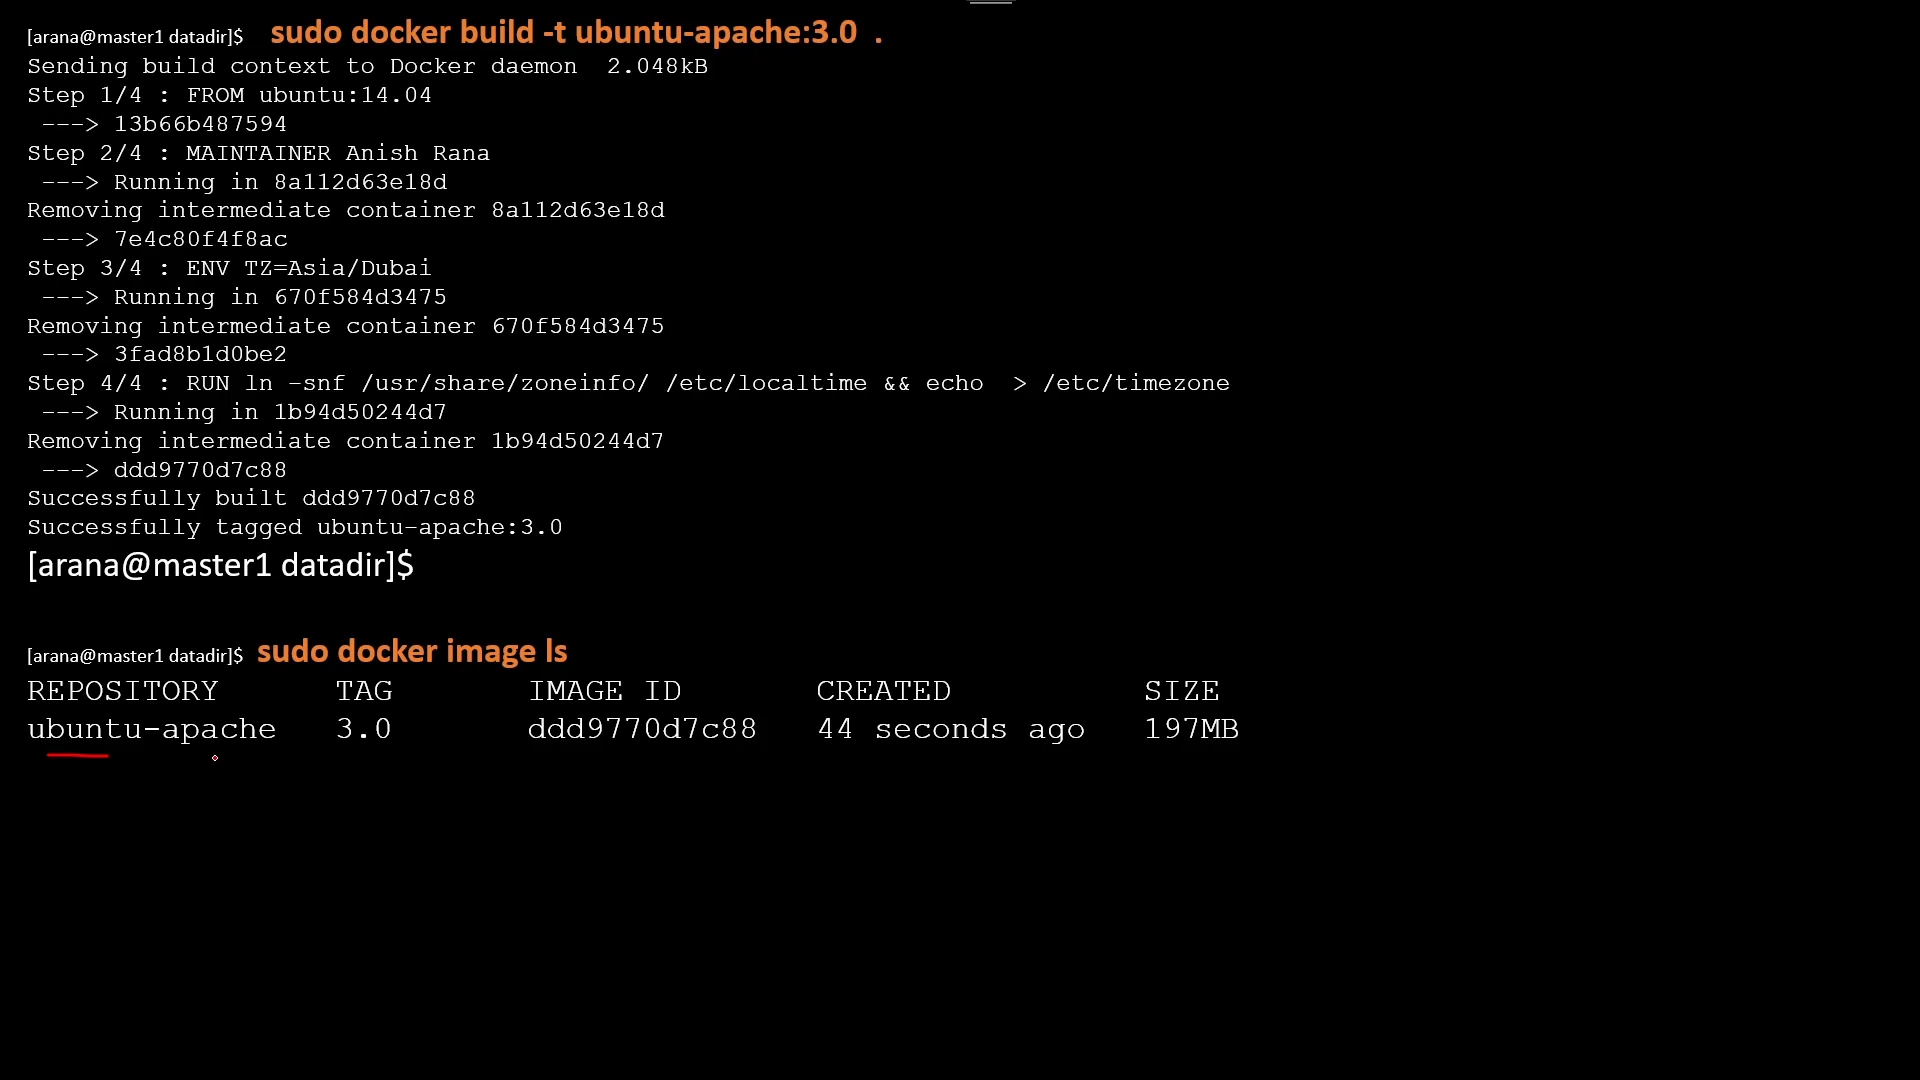 [arana@master1 datadir]$ sudo docker build -t ubuntu-apache:3.0 .
Sending build context to Docker daemon 2.048kB
Step 1/4 : FROM ubuntu:14.04
---> 13b66b487594
Step 2/4 : MAINTAINER Anish Rana
---> Running in 8a112d63e18d
Removing intermediate container 8a112d63e18d
---> 7e4c80f4f8ac
Step 3/4 : ENV TZ=Asia/Dubai
---> Running in 670f584d3475
Removing intermediate container 670f584d3475
---> 3fad8b1d0be2
Step 4/4 : RUN ln -snf /usr/share/zoneinfo/ /etc/localtime && echo > /etc/timezone
---> Running in 1b94d50244d7
Removing intermediate container 1b94d50244d7
---> ddd9770d7c88
Successfully built ddd9770d7c88
Successfully tagged ubuntu-apache:3.0
[arana@master1 datadir]$
[arana@master1 datadir]$ sudo docker image ls
REPOSITORY TAG IMAGE ID CREATED SIZE
ubuntu-apache 3.0 ddd9770d7c88 44 seconds ago 197MB